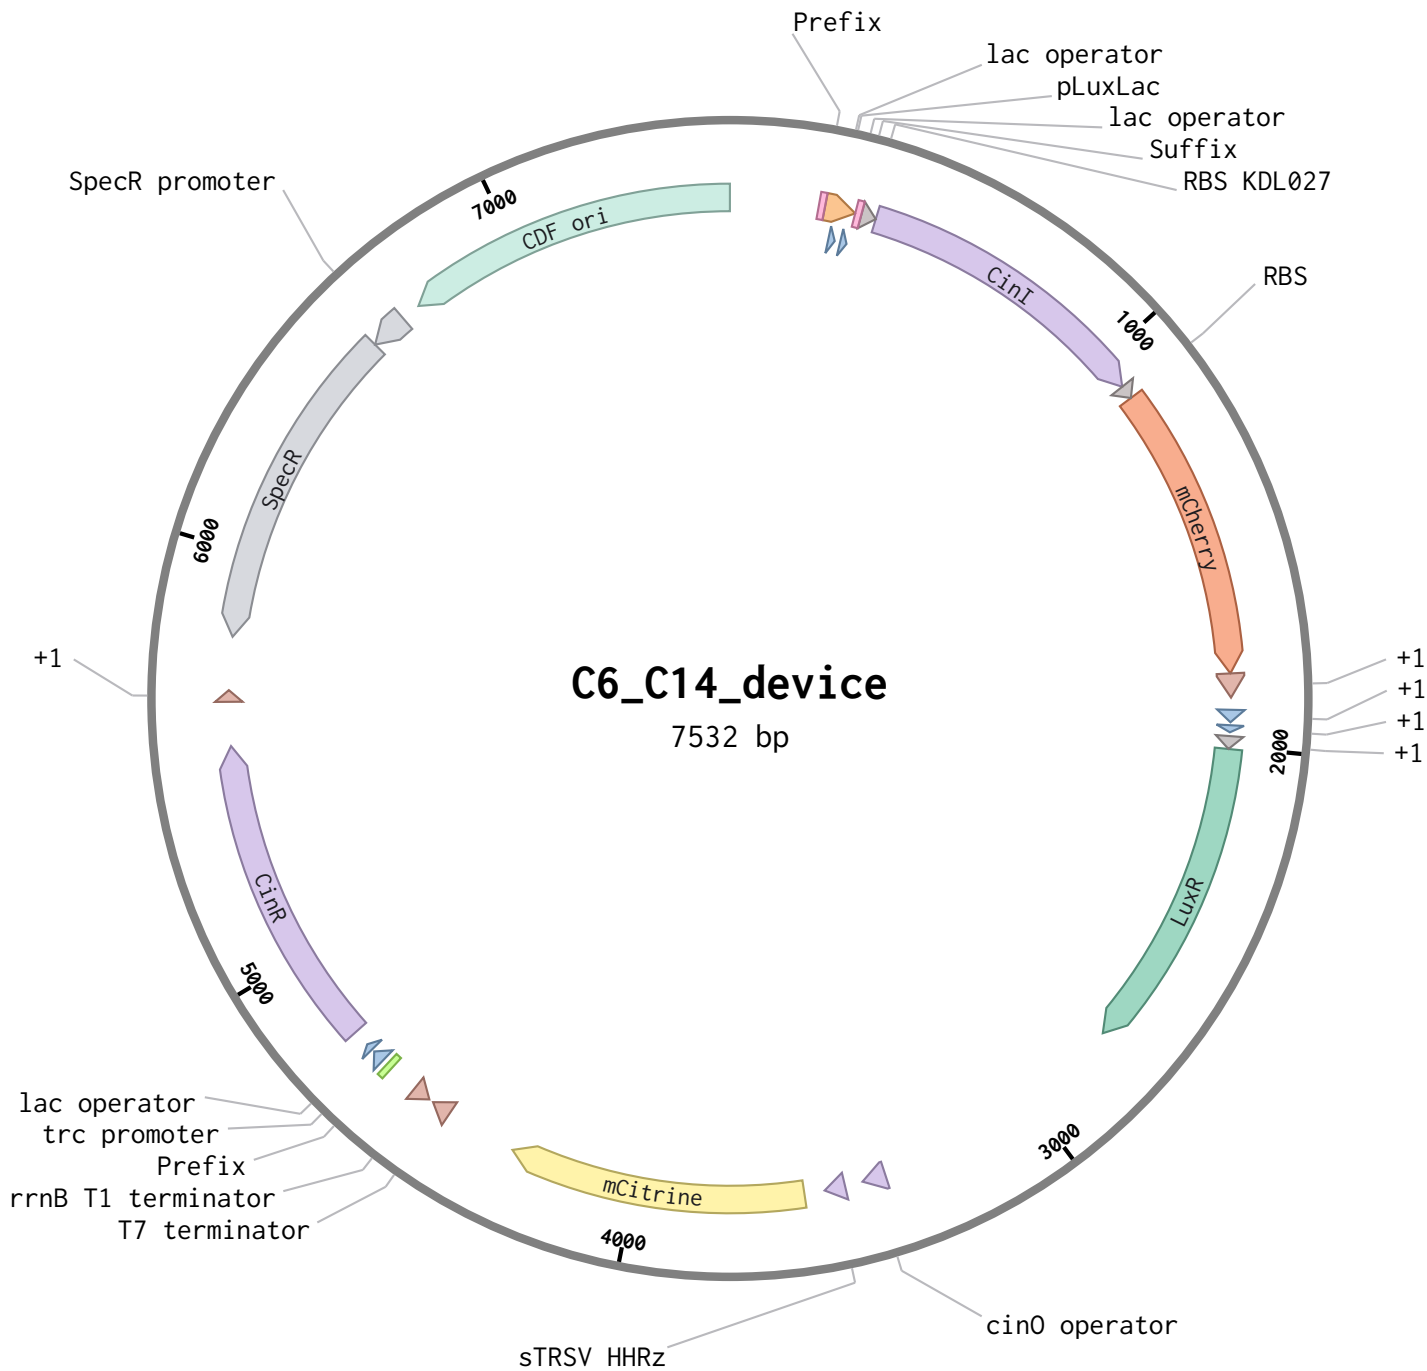 Prefix
lac operator
pLuxLac
lac operator
Suffix
RBS KDL027
SpecR promoter
7000
CDF ori
CinI
RBS
1000
mCherry
SpecR
6000
+1
C6_C14_device
7532 bp
+1
+1
+1
+1
2000
LuxR
CinR
5000
3000
lac operator
trc promoter
Prefix
rrnB T1 terminator
T7 terminator
mCitrine
4000
cinO operator
sTRSV HHRz